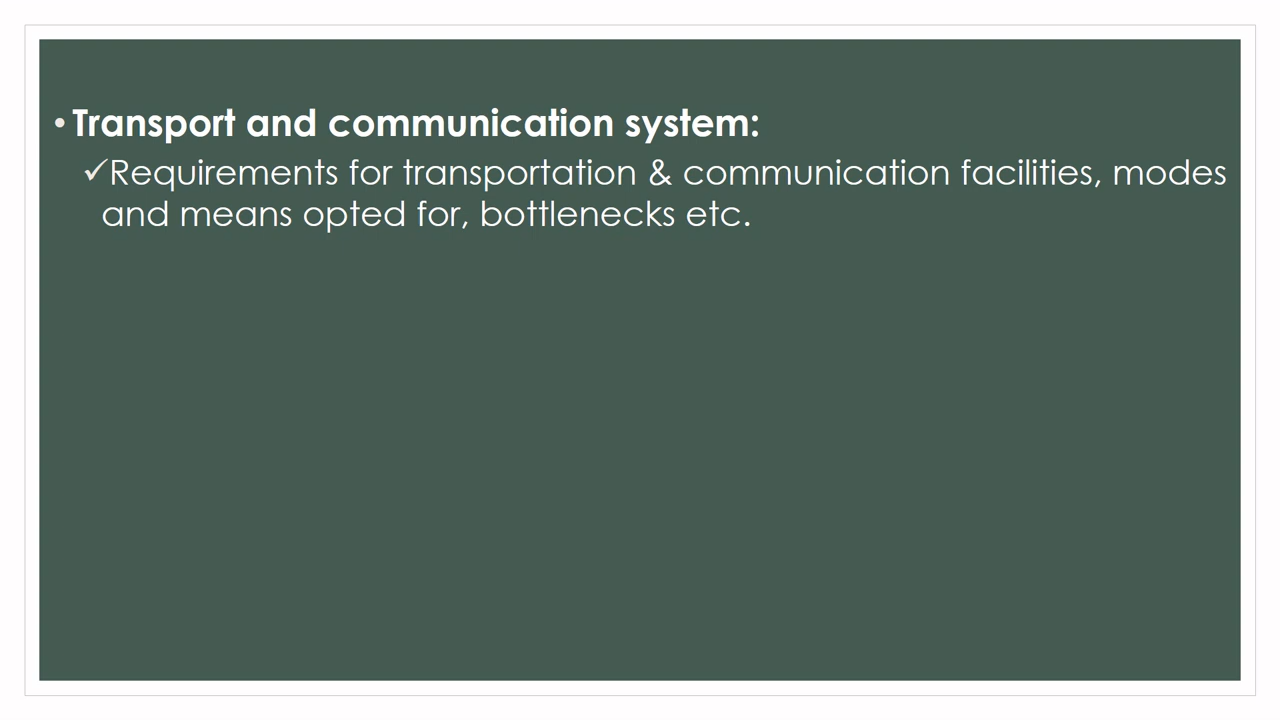 • Transport and communication system:
✓Requirements for transportation & communication facilities, modes
and means opted for, bottlenecks etc.